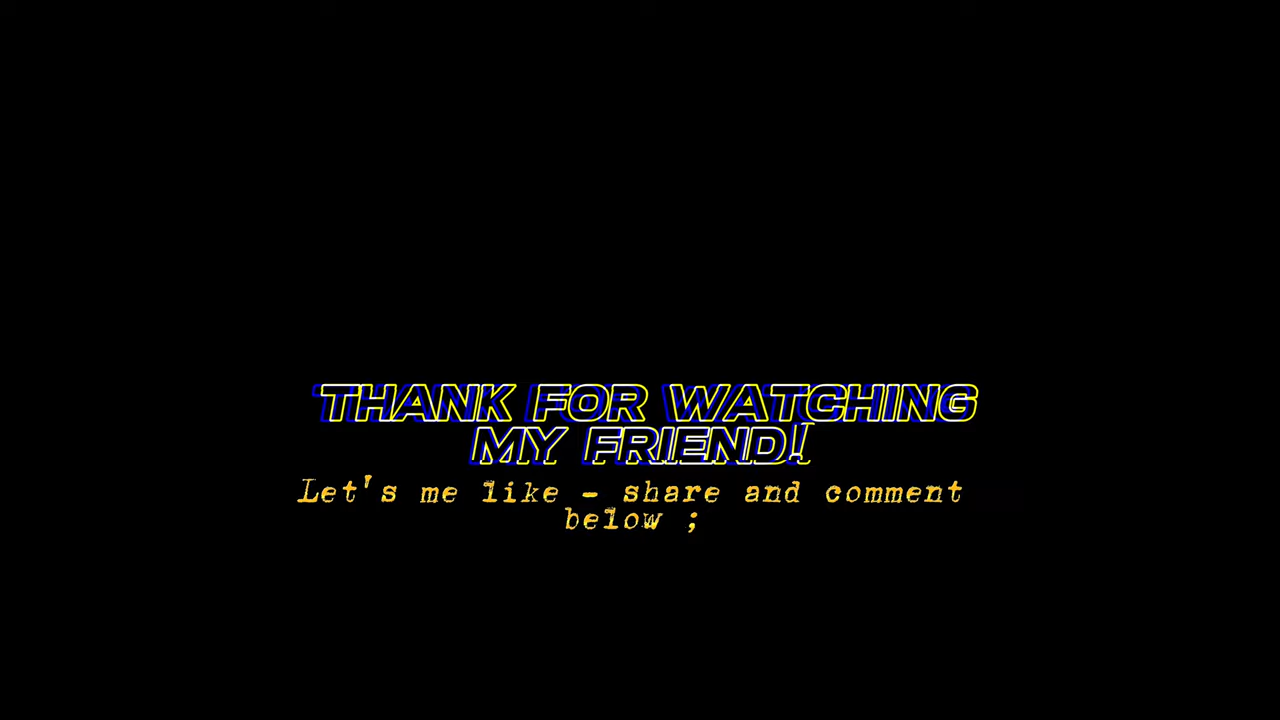 THANK FOR WATCHING
MY FRIEND!
Let's me like - share and comment
below ;